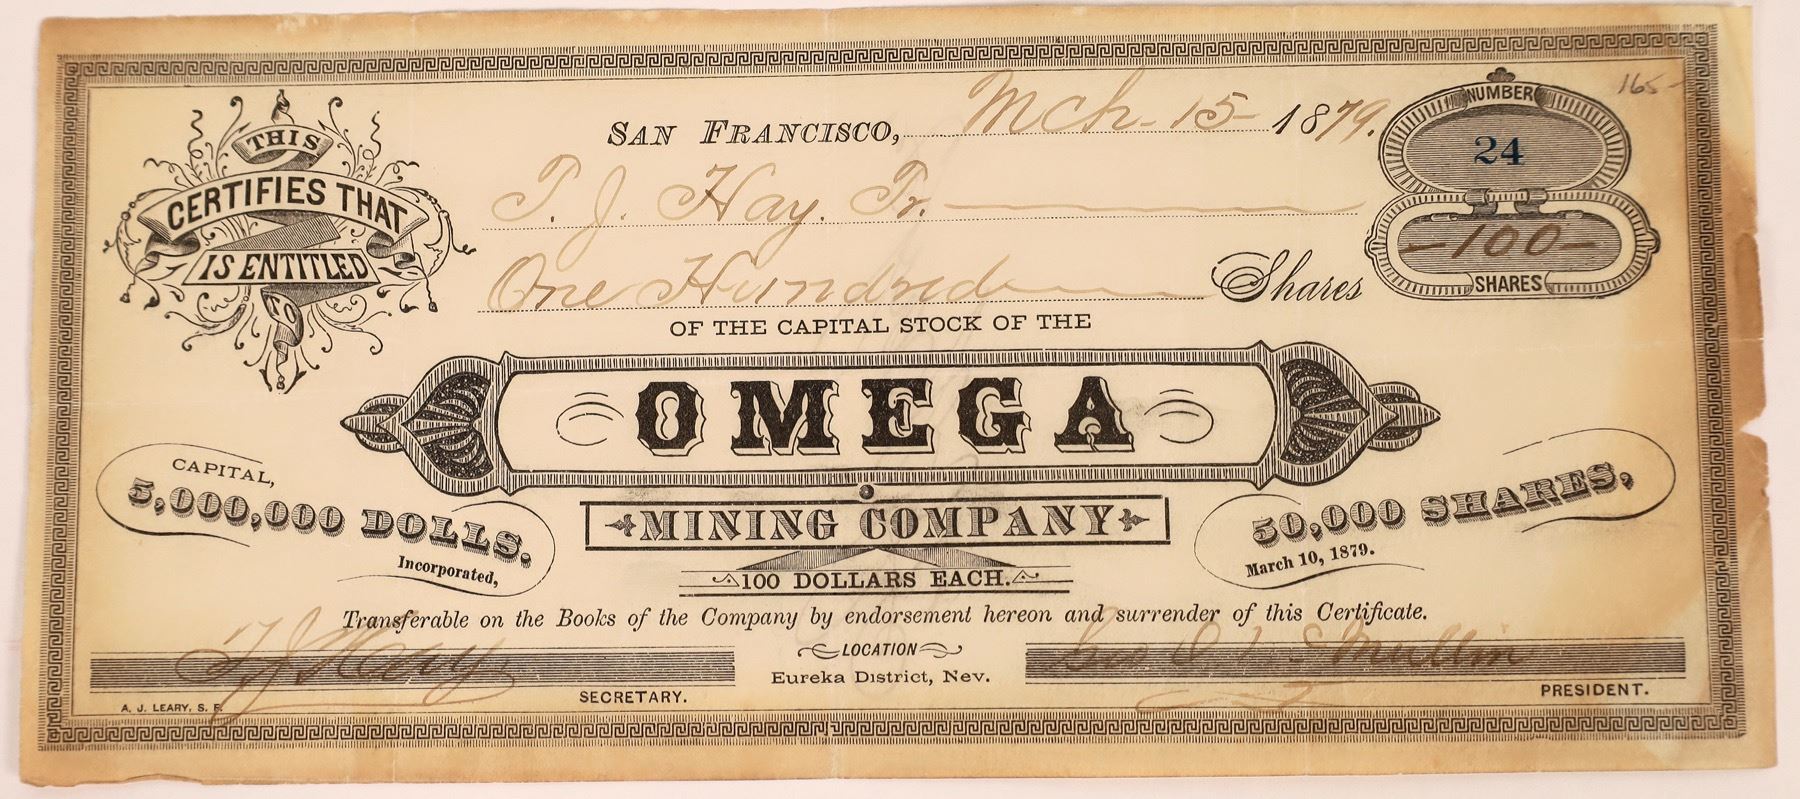 165-
NUMBER
SAN FRANCISCO, Mch-15- 1879.
24
THIS
CERTIFIES THAT
T. J. Hay. Tr.
IS ENTITLED
-100-
TO
One Hundred Shares
SHARES
OF THE CAPITAL STOCK OF THE
OMEGA
CAPITAL,
5,000,000 DOLLS.
Incorporated,
MINING COMPANY
50,000 SHARES,
March 10, 1879.
100 DOLLARS EACH.
Transferable on the Books of the Company by endorsement hereon and surrender of this Certificate.
LOCATION
Geo D. McMullin
Eureka District, Nev.
SECRETARY.
PRESIDENT.
A. J. LEARY, S. F.